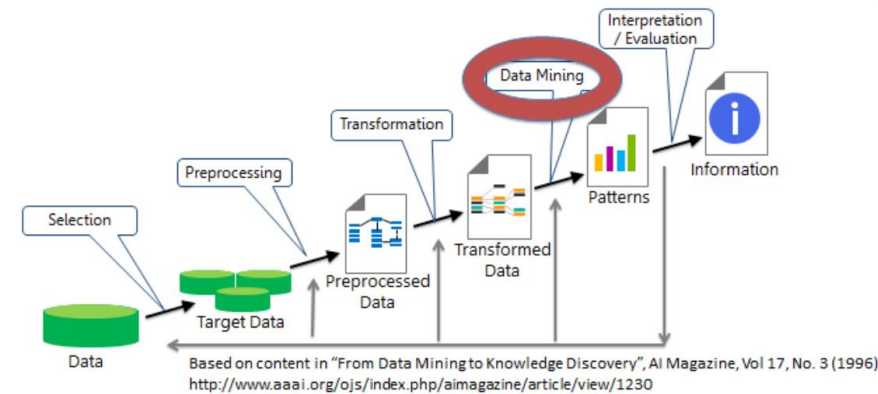 Interpretation
/ Evaluation
Data Mining
Transformation
Preprocessing
Selection
i
Information
Patterns
Transformed
Data
Preprocessed
Data
Target Data
Data
Based on content in “From Data Mining to Knowledge Discovery”, AI Magazine, Vol 17, No. 3 (1996)
http://www.aaai.org/ojs/index.php/aimagazine/article/view/1230